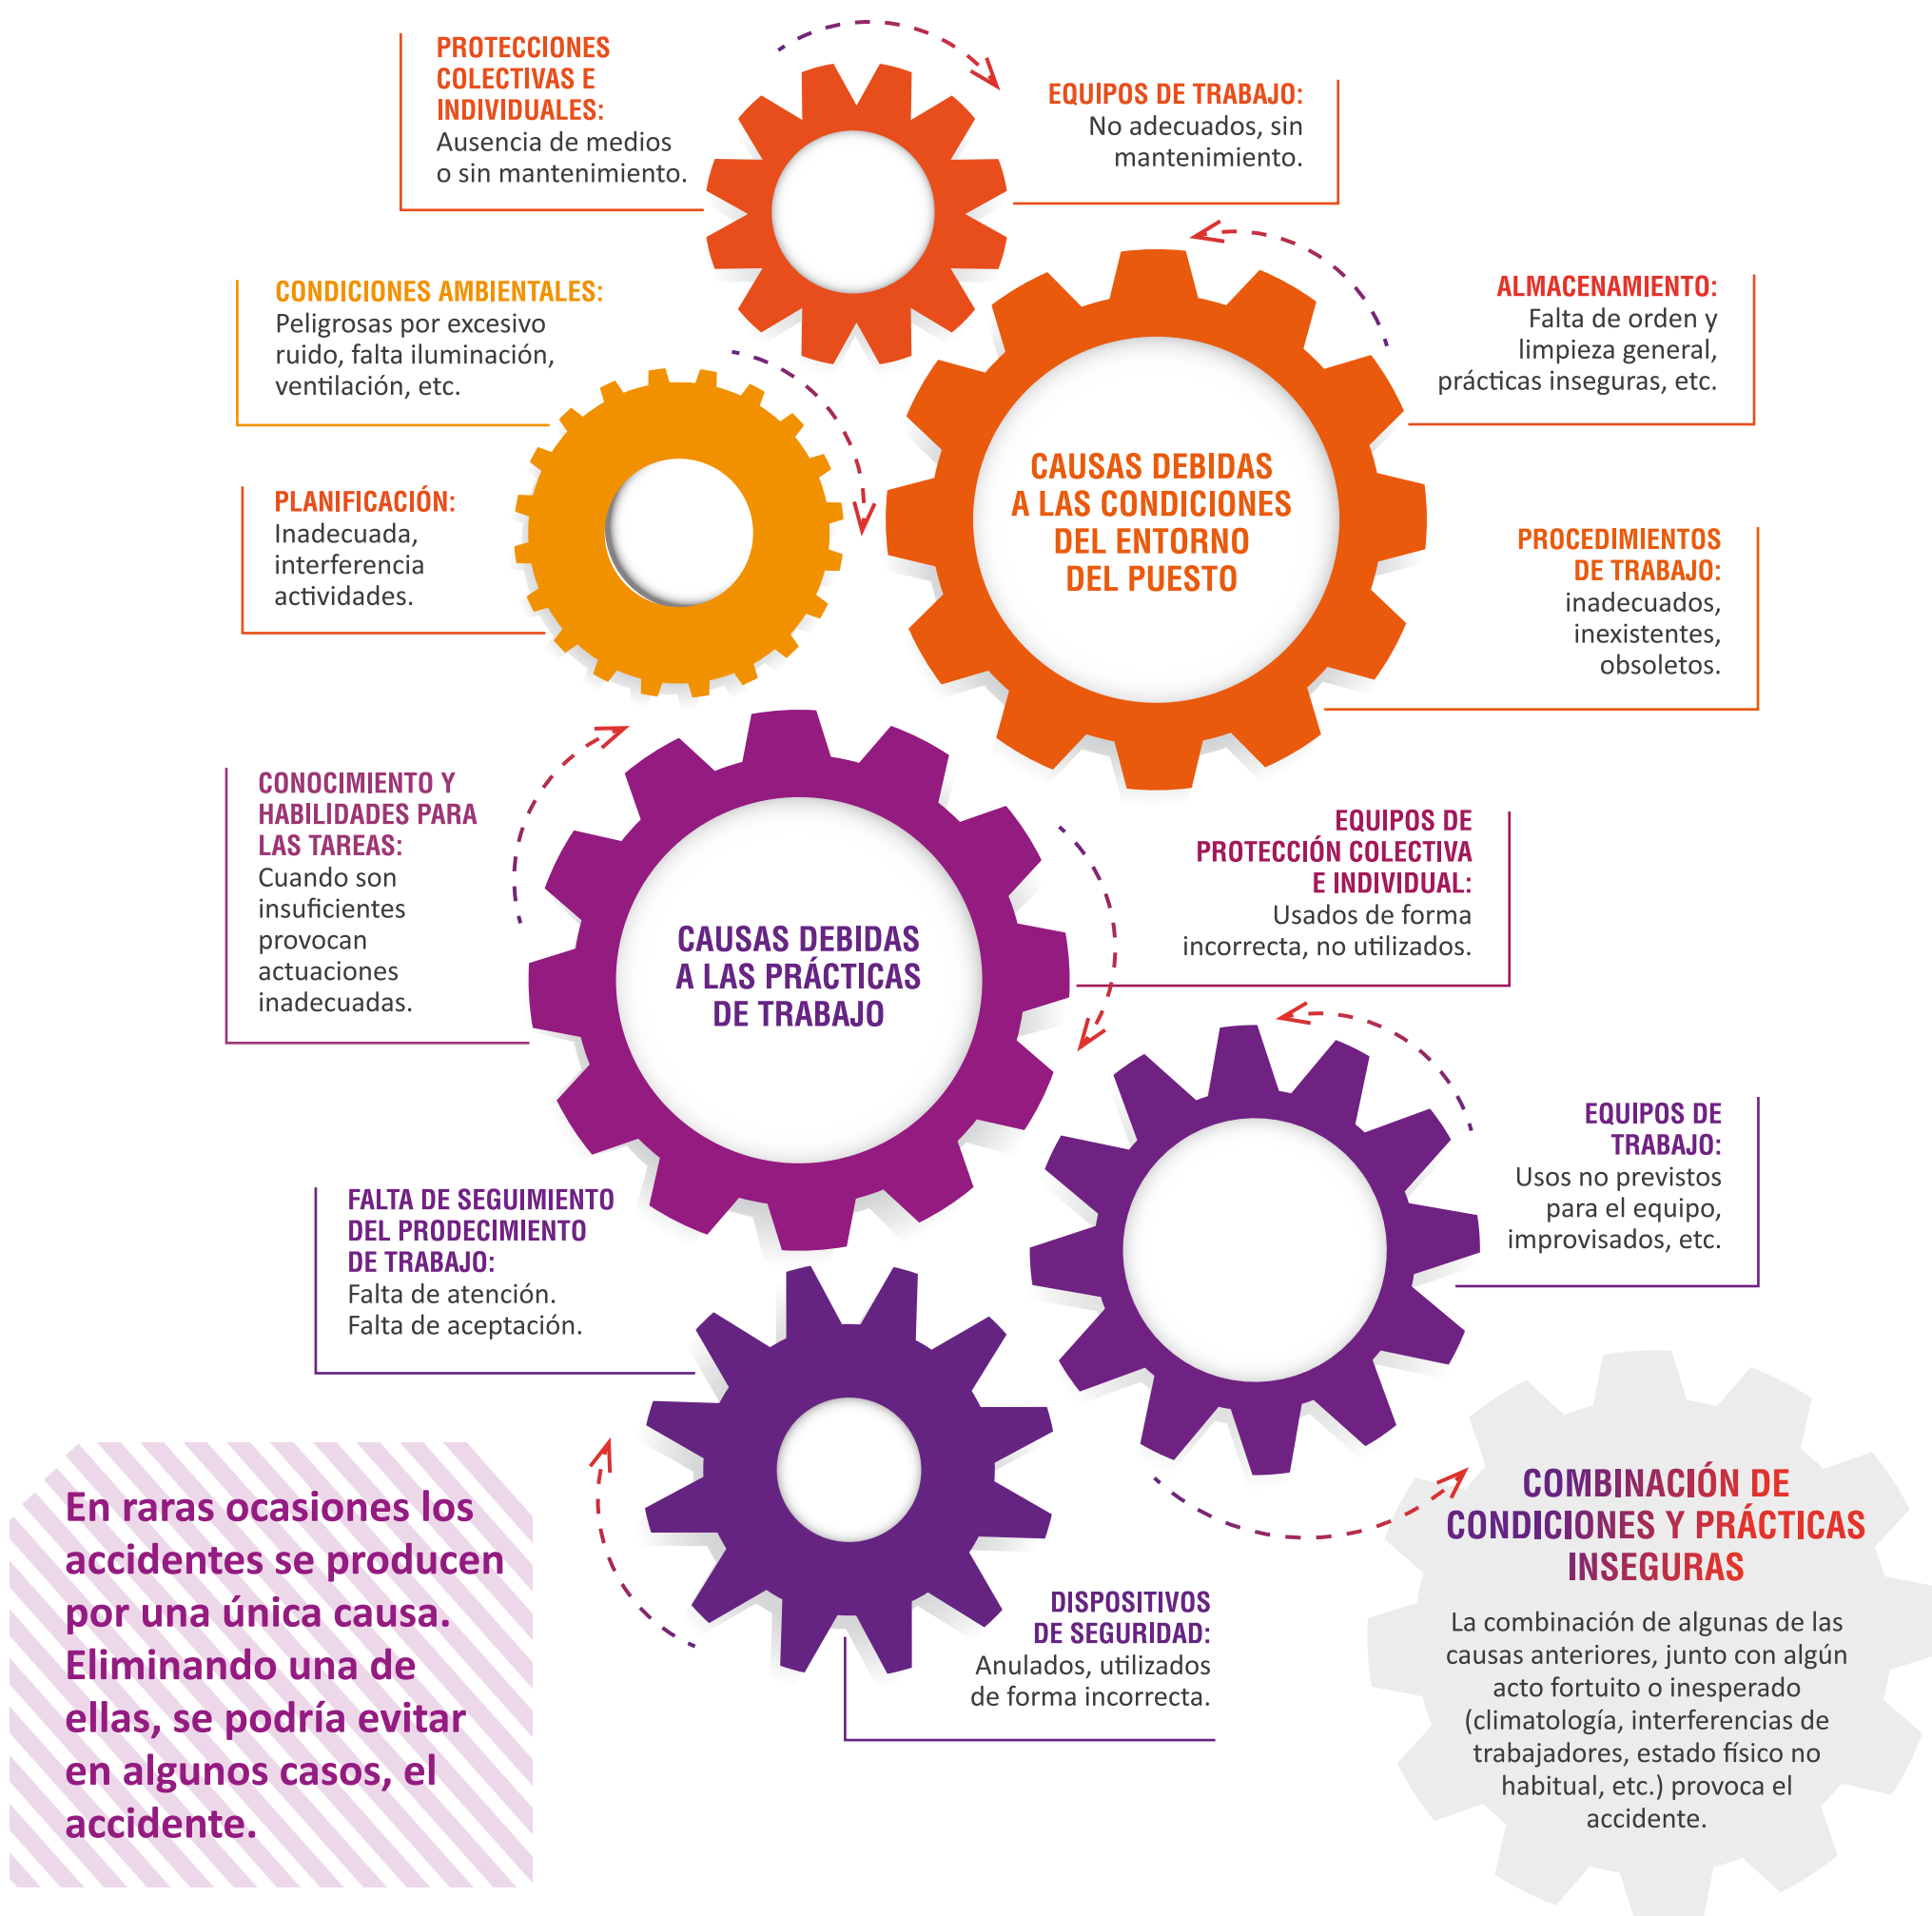 PROTECCIONES
COLECTIVAS E
INDIVIDUALES:
Ausencia de medios
o sin mantenimiento.
EQUIPOS DE TRABAJO:
No adecuados, sin
mantenimiento.
CONDICIONES AMBIENTALES:
Peligrosas por excesivo
ruido, falta iluminación,
ventilación, etc.
ALMACENAMIENTO:
Falta de orden y
limpieza general,
prácticas inseguras, etc.
CAUSAS DEBIDAS
A LAS CONDICIONES
DEL ENTORNO
DEL PUESTO
PLANIFICACIÓN:
Inadecuada,
interferencia
actividades.
PROCEDIMIENTOS
DE TRABAJO:
inadecuados,
inexistentes,
obsoletos.
CONOCIMIENTO Y
HABILIDADES PARA
LAS TAREAS:
Cuando son
insuficientes
provocan
actuaciones
inadecuadas.
CAUSAS DEBIDAS
A LAS PRÁCTICAS
DE TRABAJO
EQUIPOS DE
PROTECCIÓN COLECTIVA
E INDIVIDUAL:
Usados de forma
incorrecta, no utilizados.
EQUIPOS DE
TRABAJO:
Usos no previstos
para el equipo,
improvisados, etc.
FALTA DE SEGUIMIENTO
DEL PRODECIMIENTO
DE TRABAJO:
Falta de atención.
Falta de aceptación.
DISPOSITIVOS
DE SEGURIDAD:
Anulados, utilizados
de forma incorrecta.
En raras ocasiones los
accidentes se producen
por una única causa.
Eliminando una de
ellas, se podría evitar
en algunos casos, el
accidente.
COMBINACIÓN DE
CONDICIONES Y PRÁCTICAS
INSEGURAS
La combinación de algunas de las
causas anteriores, junto con algún
acto fortuito o inesperado
(climatología, interferencias de
trabajadores, estado físico no
habitual, etc.) provoca el
accidente.